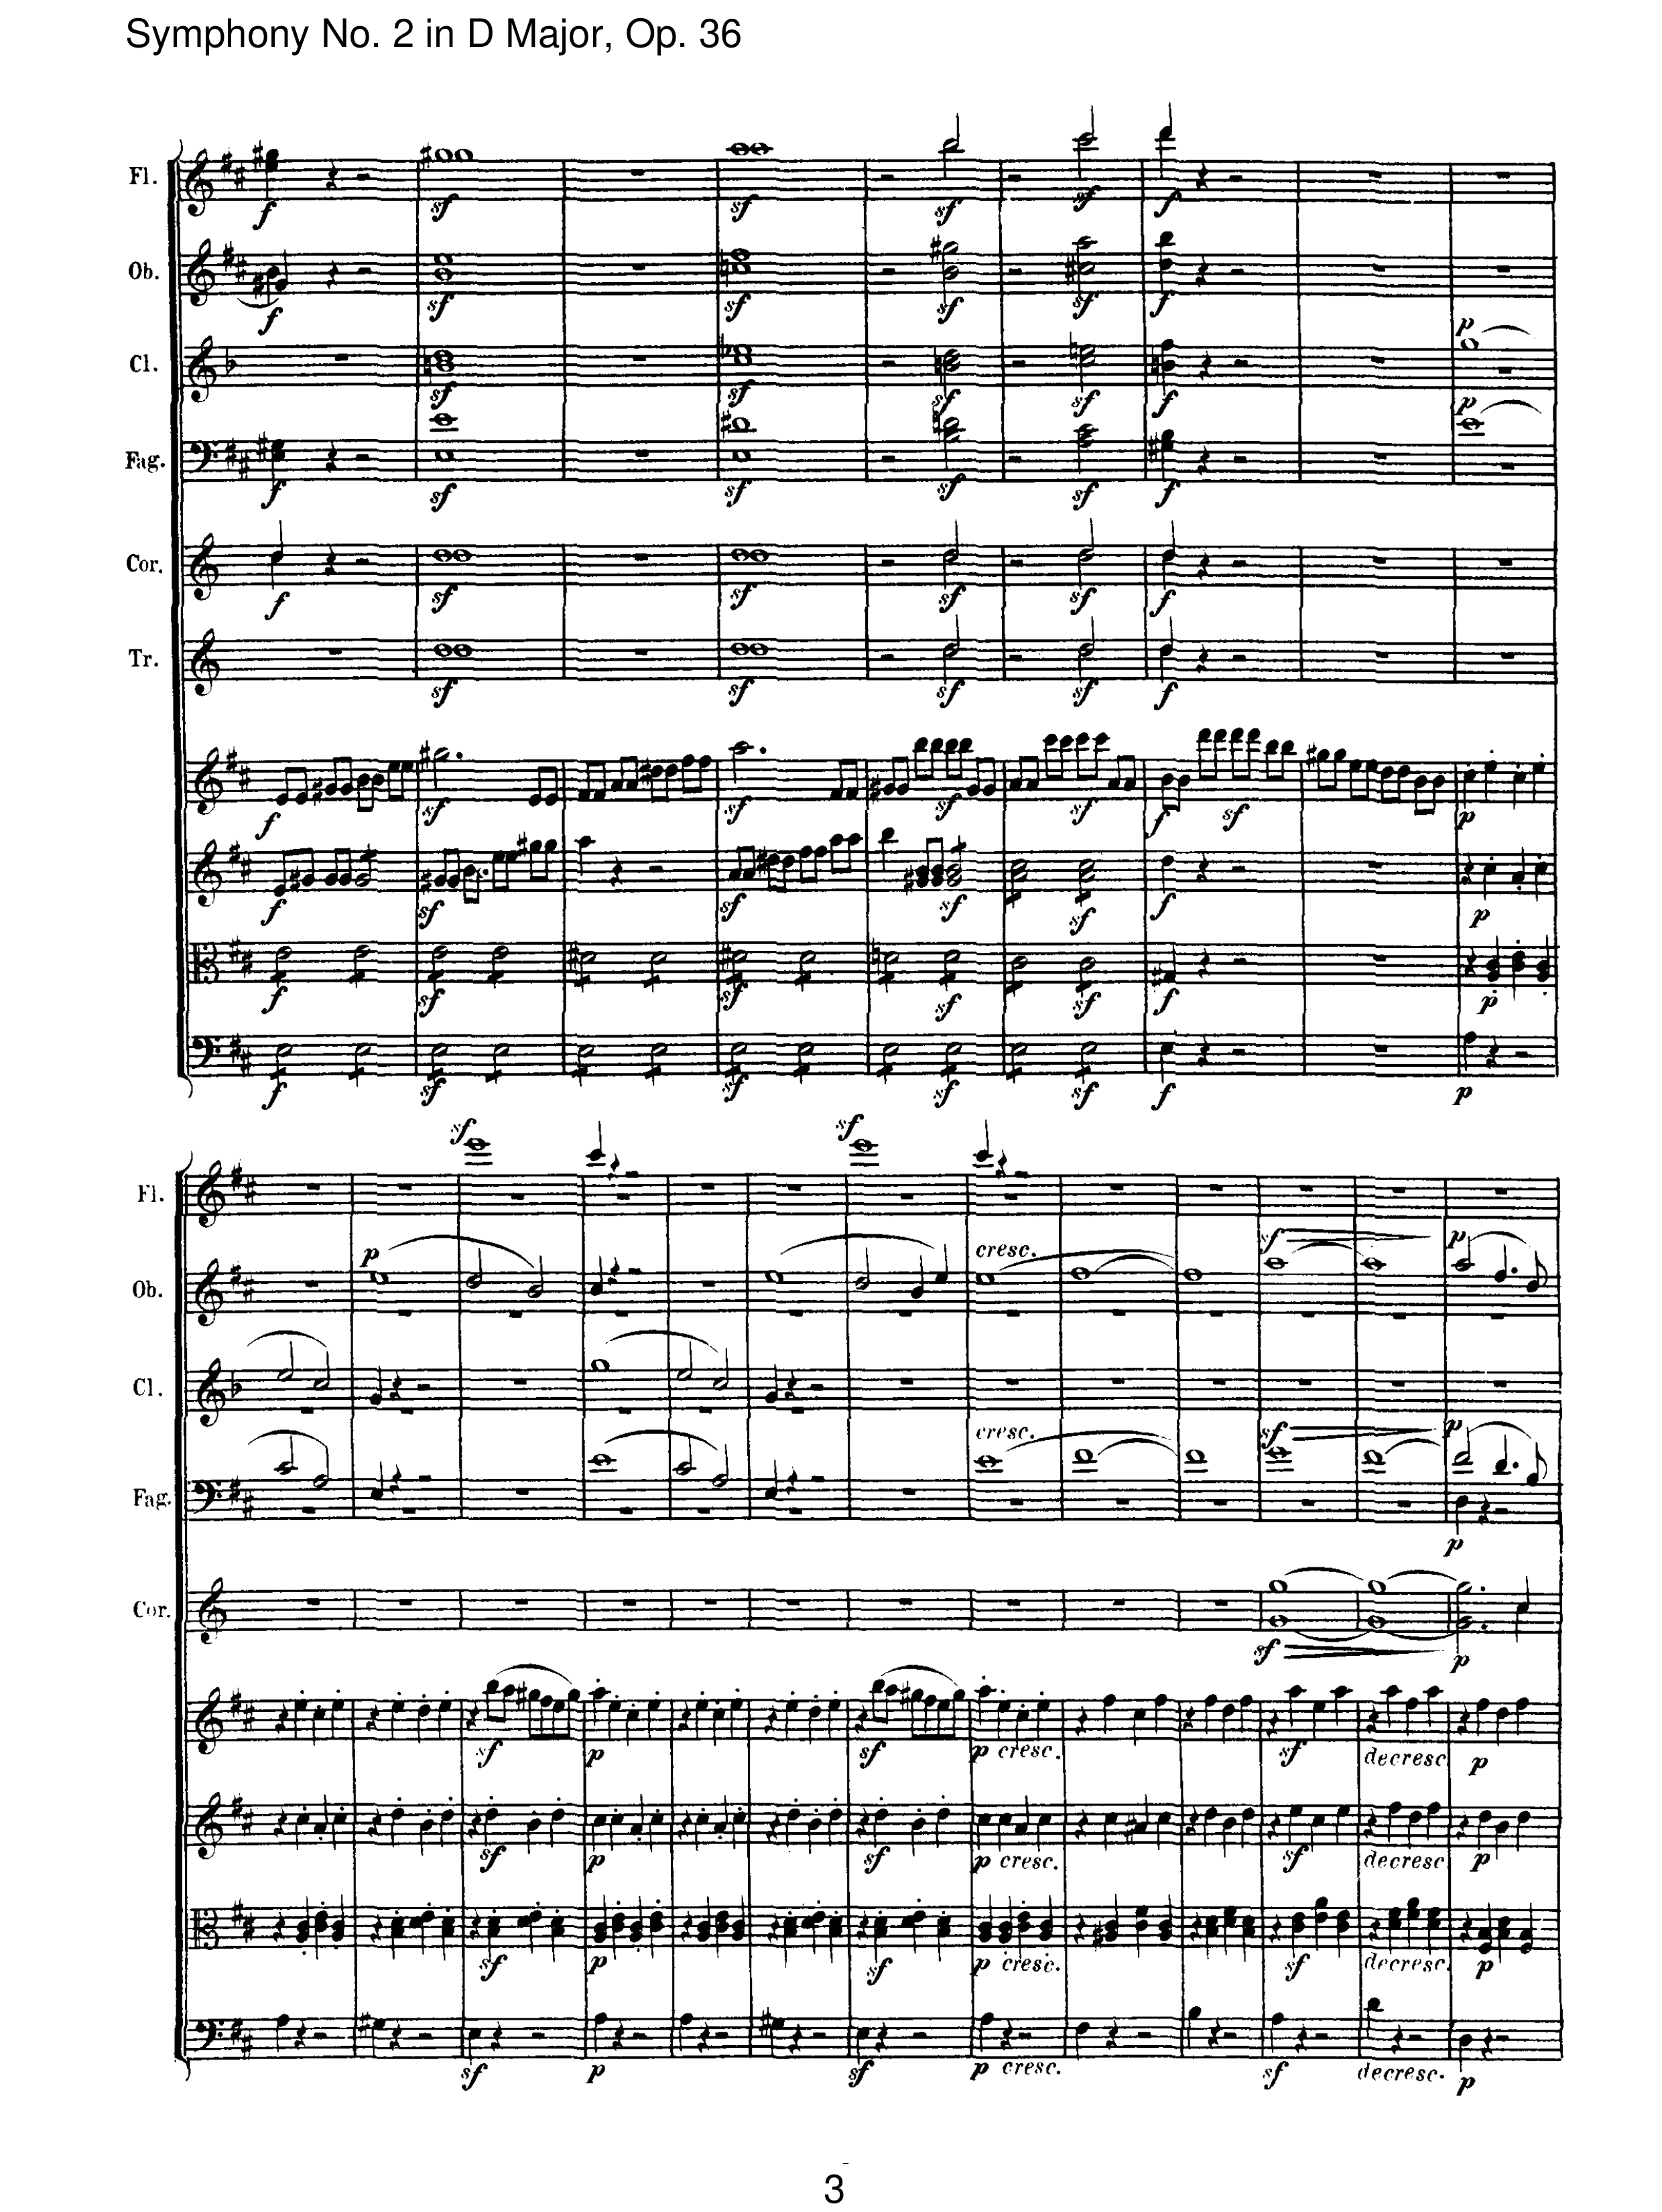 Symphony No. 2 in D Major, Op. 36
Fl.
f sf sf sf sf f
Ob.
f sf sf sf sf f
p
Cl.
sf sf sf sf f
p
Fag.
f sf sf sf sf f
Cor.
f sf sf sf sf f
Tr.
sf sf sf sf f
f sf sf sf sf f sf p
f sf sf sf sf f p
f sf sf sf sf f p
f sf sf sf sf f p
sf sf
Fl.
p cresc. sf p
Ob.
Cl.
cresc. sf p
Fag.
p
Cor.
sf p
sf p sf p cresc. sf decresc. p
sf p sf p cresc. sf decresc. p
sf p sf p cresc. sf decresc. p
sf p sf p cresc. sf decresc. p
3